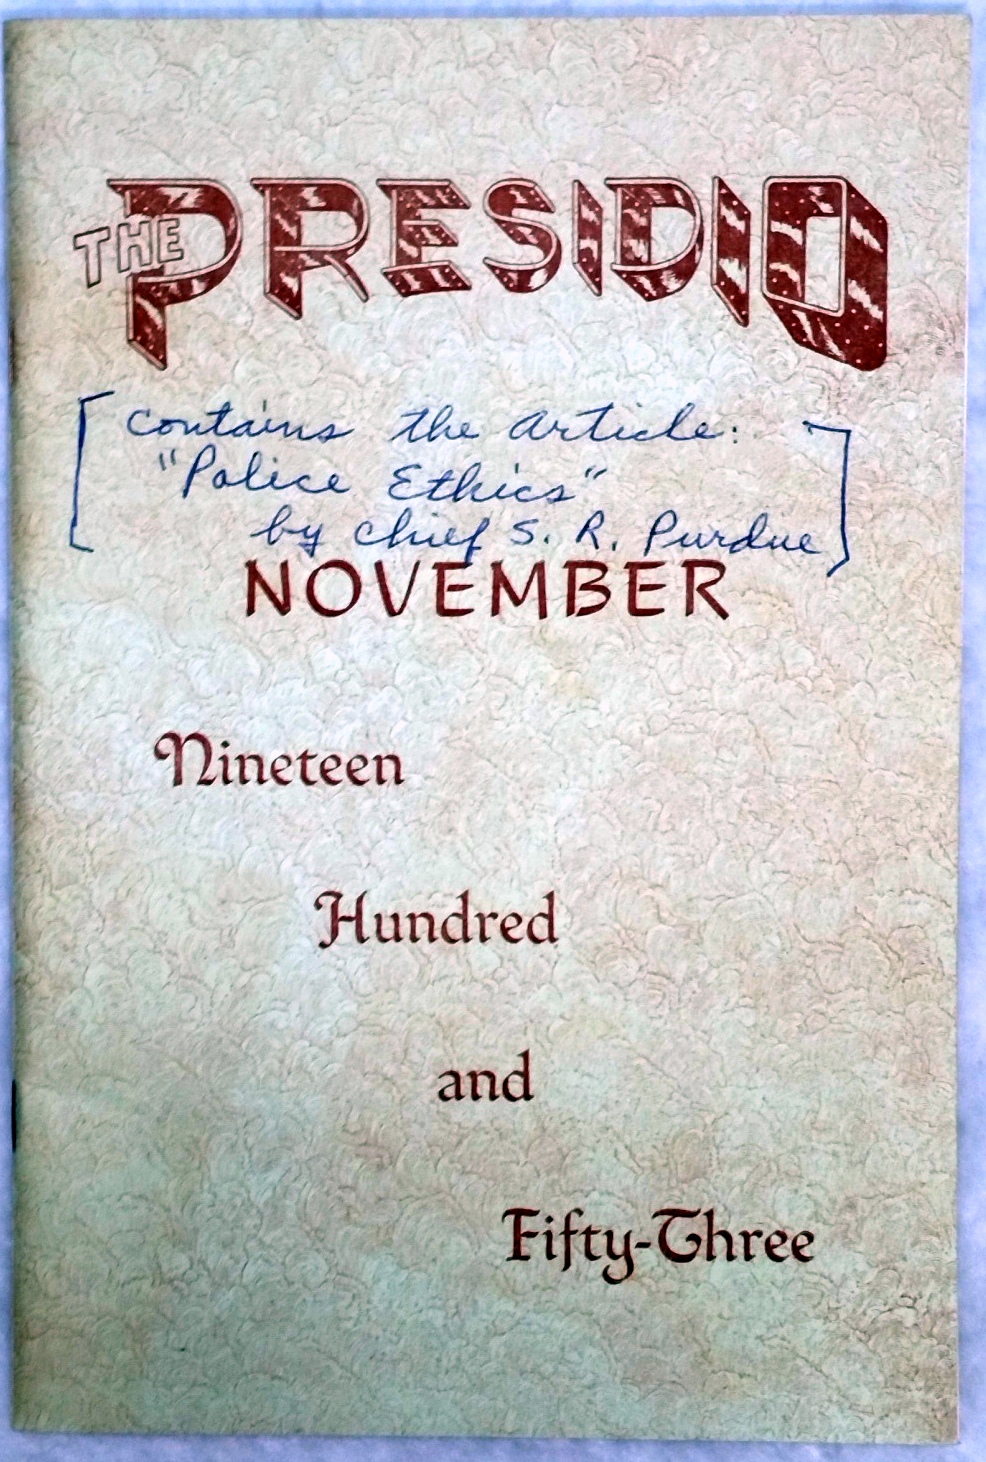 THE PRESIDIO
[contains the article:
"Police Ethics"
by chief S. R. Purdue]
NOVEMBER
Nineteen
Hundred
and
Fifty-Three